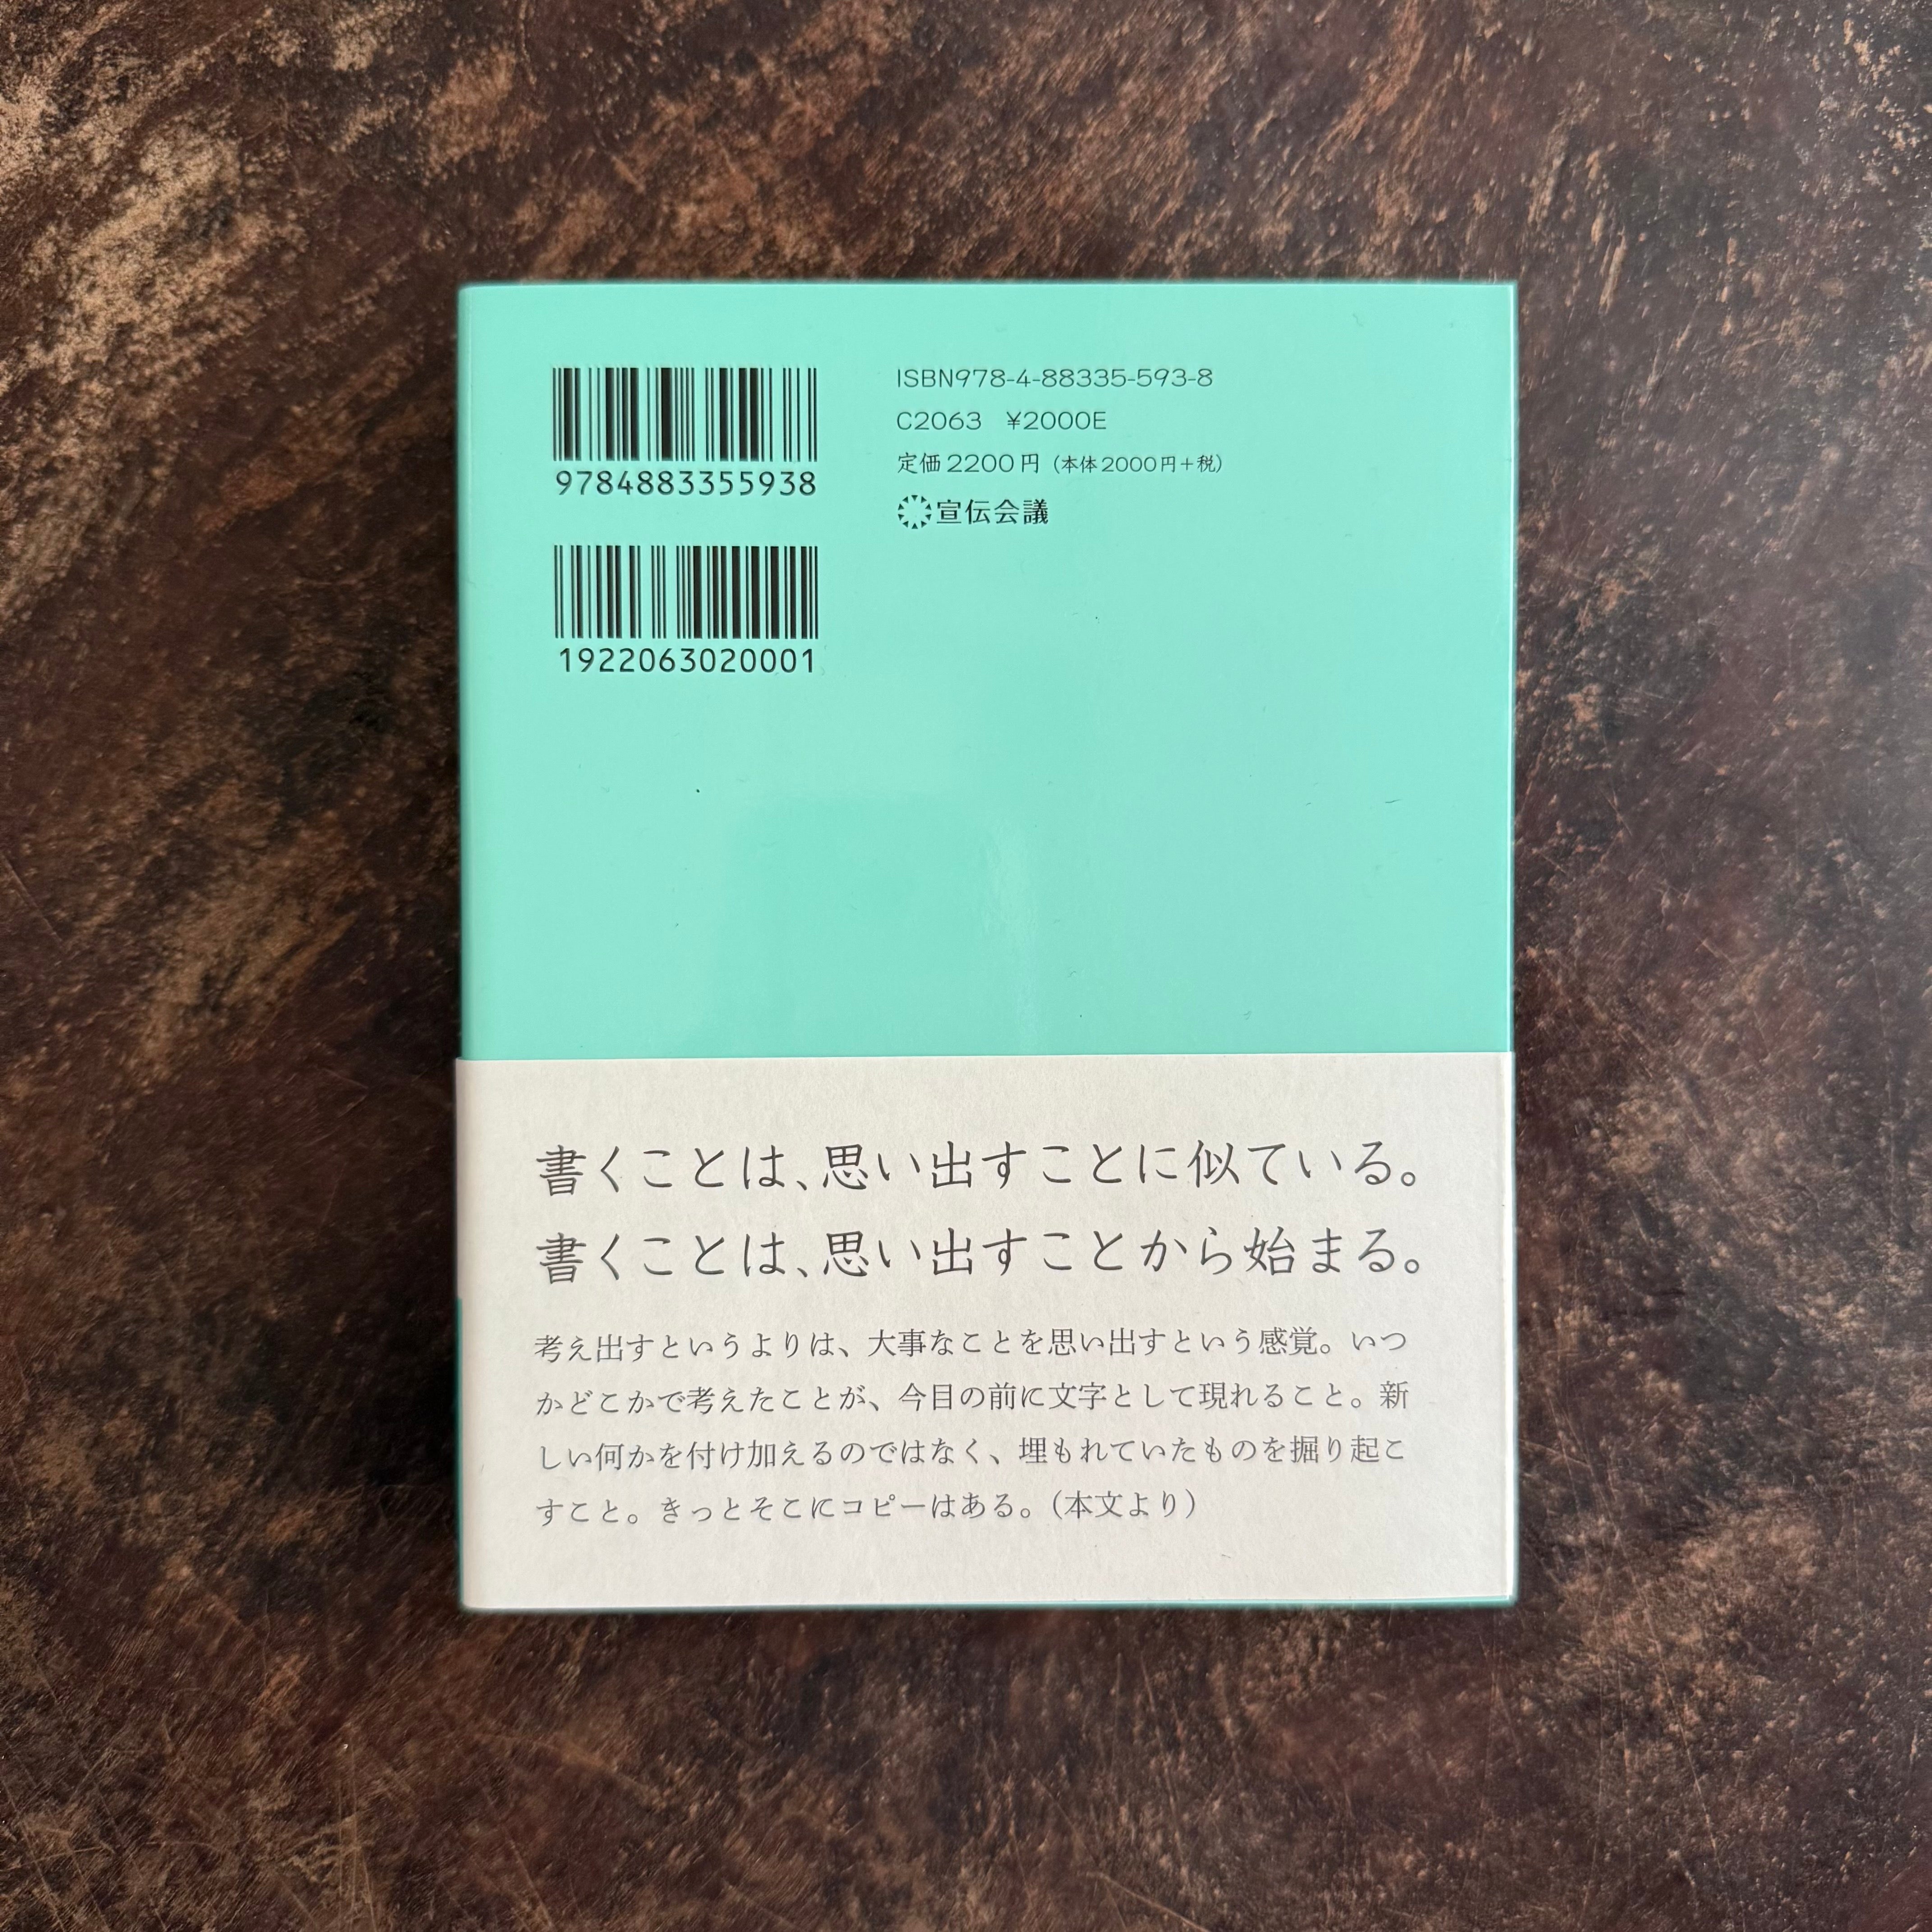 9784883355938
1922063020001
ISBN978-4-88335-593-8
C2063 ¥2000E
定価2200円(本体2000円+税)
宣伝会議
書くことは、思い出すことに似ている。
書くことは、思い出すことから始まる。
考え出すというよりは、大事なことを思い出すという感覚。いつ
かどこかで考えたことが、今目の前に文字として現れること。新
しい何かを付け加えるのではなく、埋もれていたものを掘り起こ
すこと。きっとそこにコピーはある。(本文より)